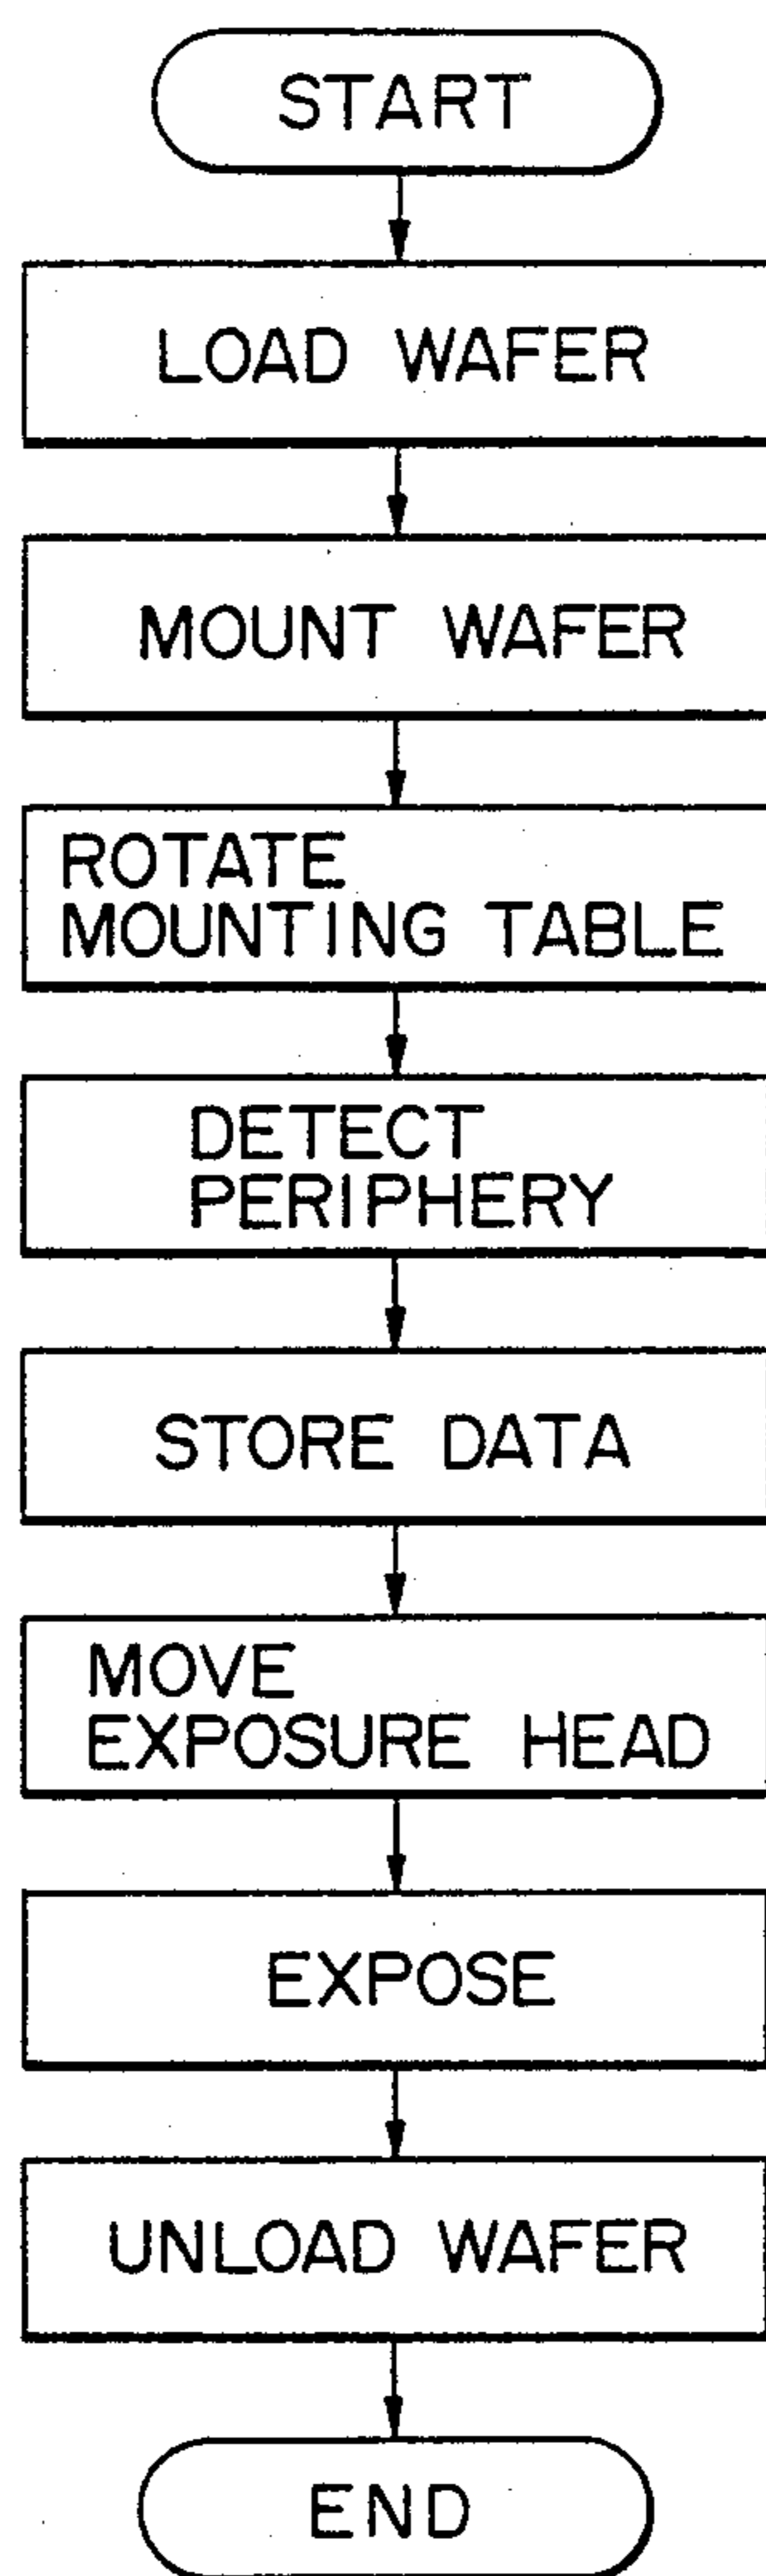 START
LOAD WAFER
MOUNT WAFER
ROTATE
MOUNTING TABLE
DETECT
PERIPHERY
STORE DATA
MOVE
EXPOSURE HEAD
EXPOSE
UNLOAD WAFER
END